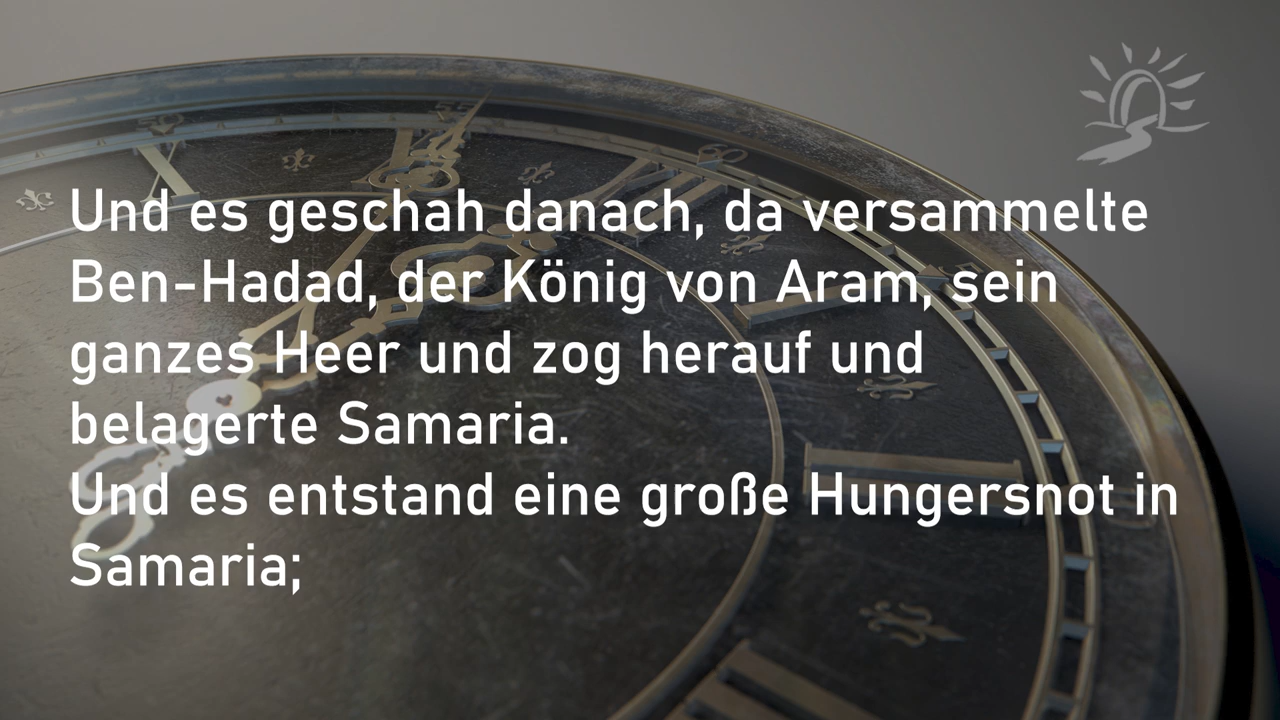 Und es geschah danach, da versammelte
Ben-Hadad, der König von Aram, sein
ganzes Heer und zog herauf und
belagerte Samaria.
Und es entstand eine große Hungersnot in
Samaria;